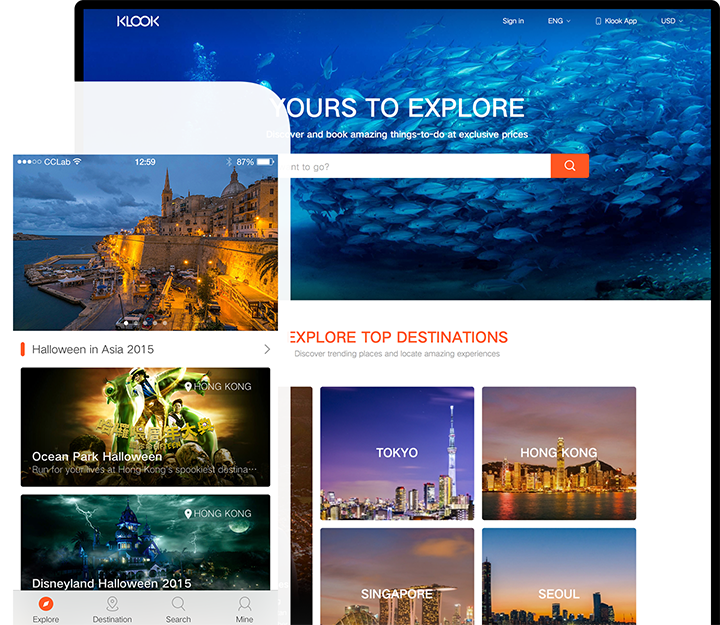 KLOOK
Sign in
ENG
Klook App
USD
YOURS TO EXPLORE
Discover and book amazing things-to-do at exclusive prices
nt to go?
EXPLORE TOP DESTINATIONS
Discover trending places and locate amazing experiences
TOKYO
HONG KONG
SINGAPORE
SEOUL
CCLab
12:59
87%
Halloween in Asia 2015
HONG KONG
Ocean Park Halloween
Run for your lives at Hong Kong's spookiest destina···
HONG KONG
Disneyland Halloween 2015
Explore
Destination
Search
Mine